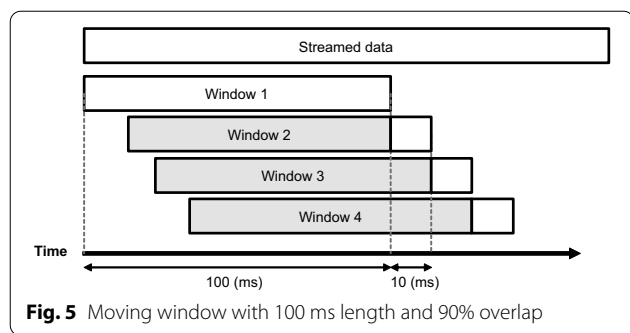 Streamed data
Window 1
Window 2
Window 3
Window 4
Time
100 (ms)
10 (ms)
Fig. 5 Moving window with 100 ms length and 90% overlap